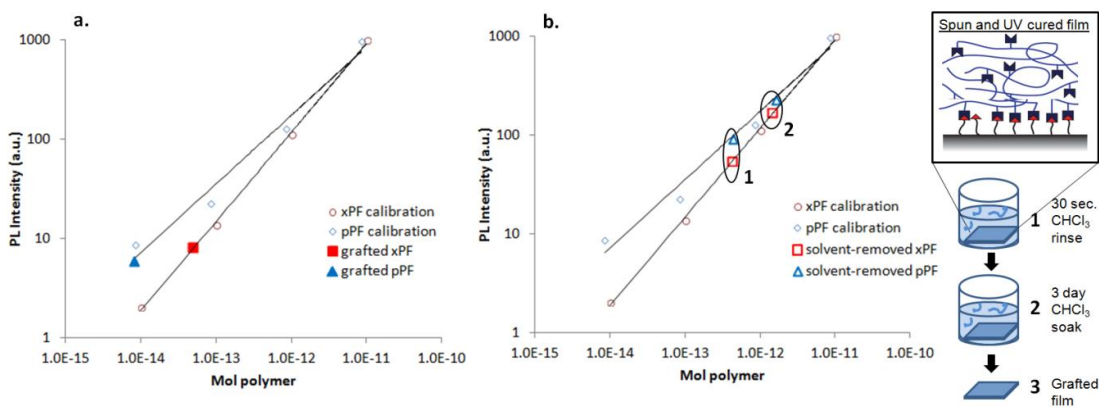 a.
1000
100
10
1
PL Intensity (a.u.)
xPF calibration
pPF calibration
grafted xPF
grafted pPF
1.0E-15 1.0E-14 1.0E-13 1.0E-12 1.0E-11 1.0E-10
Mol polymer
b.
1000
100
10
1
PL Intensity (a.u.)
2
1
xPF calibration
pPF calibration
solvent-removed xPF
solvent-removed pPF
1.0E-15 1.0E-14 1.0E-13 1.0E-12 1.0E-11 1.0E-10
Mol polymer
Spun and UV cured film
1 30 sec.
CHCl₃
rinse
2 3 day
CHCl₃
soak
3 Grafted
film